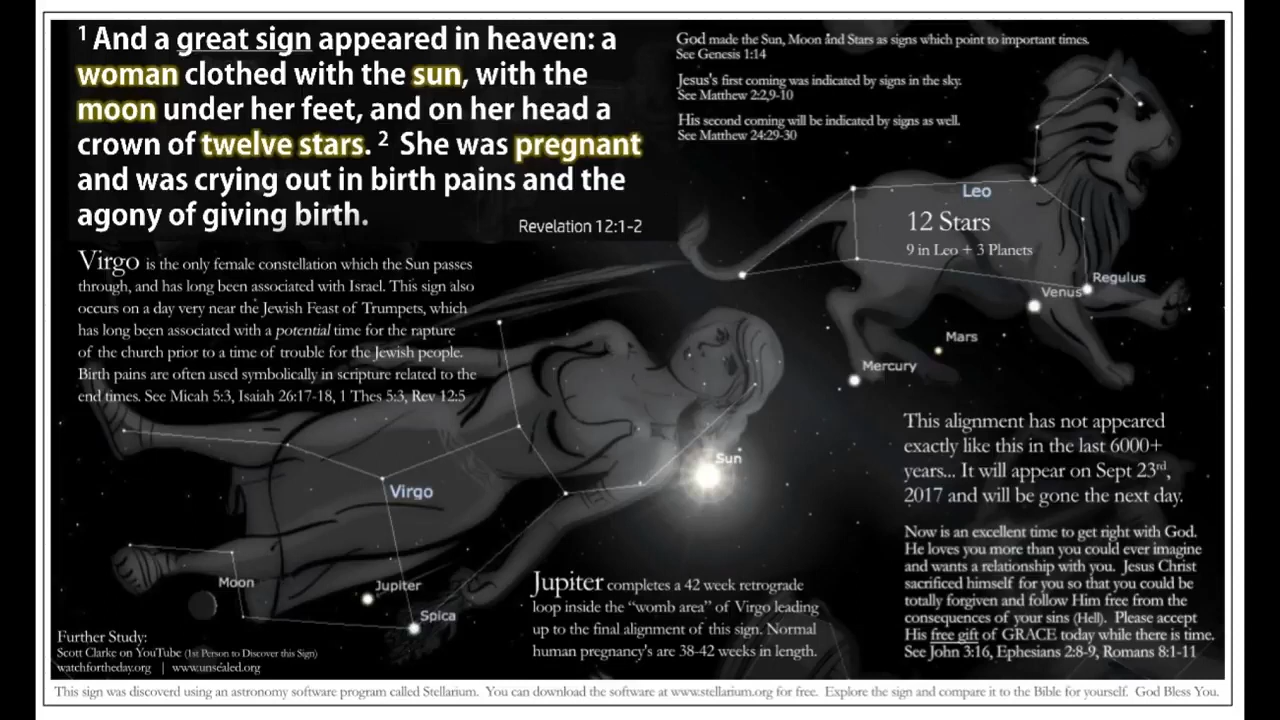 ¹ And a great sign appeared in heaven: a
woman clothed with the sun, with the
moon under her feet, and on her head a
crown of twelve stars. ² She was pregnant
and was crying out in birth pains and the
agony of giving birth.
Revelation 12:1-2
God made the Sun, Moon and Stars as signs which point to important times.
See Genesis 1:14
Jesus's first coming was indicated by signs in the sky.
See Matthew 2:2,9-10
His second coming will be indicated by signs as well.
See Matthew 24:29-30
Leo
12 Stars
9 in Leo + 3 Planets
Regulus
Venus
Mars
Mercury
Virgo is the only female constellation which the Sun passes
through, and has long been associated with Israel. This sign also
occurs on a day very near the Jewish Feast of Trumpets, which
has long been associated with a potential time for the rapture
of the church prior to a time of trouble for the Jewish people.
Birth pains are often used symbolically in scripture related to the
end times. See Micah 5:3, Isaiah 26:17-18, 1 Thes 5:3, Rev 12:5
Sun
Virgo
Moon
Jupiter
Spica
This alignment has not appeared
exactly like this in the last 6000+
years... It will appear on Sept 23rd,
2017 and will be gone the next day.
Now is an excellent time to get right with God.
He loves you more than you could ever imagine
and wants a relationship with you. Jesus Christ
sacrificed himself for you so that you could be
totally forgiven and follow Him free from the
consequences of your sins (Hell). Please accept
His free gift of GRACE today while there is time.
See John 3:16, Ephesians 2:8-9, Romans 8:1-11
Jupiter completes a 42 week retrograde
loop inside the "womb area" of Virgo leading
up to the final alignment of this sign. Normal
human pregnancy's are 38-42 weeks in length.
Further Study:
Scott Clarke on YouTube (1st Person to Discover this Sign)
watchfortheday.org | www.unsealed.org
This sign was discoverd using an astronomy software program called Stellarium. You can download the software at www.stellarium.org for free. Explore the sign and compare it to the Bible for yourself. God Bless You.